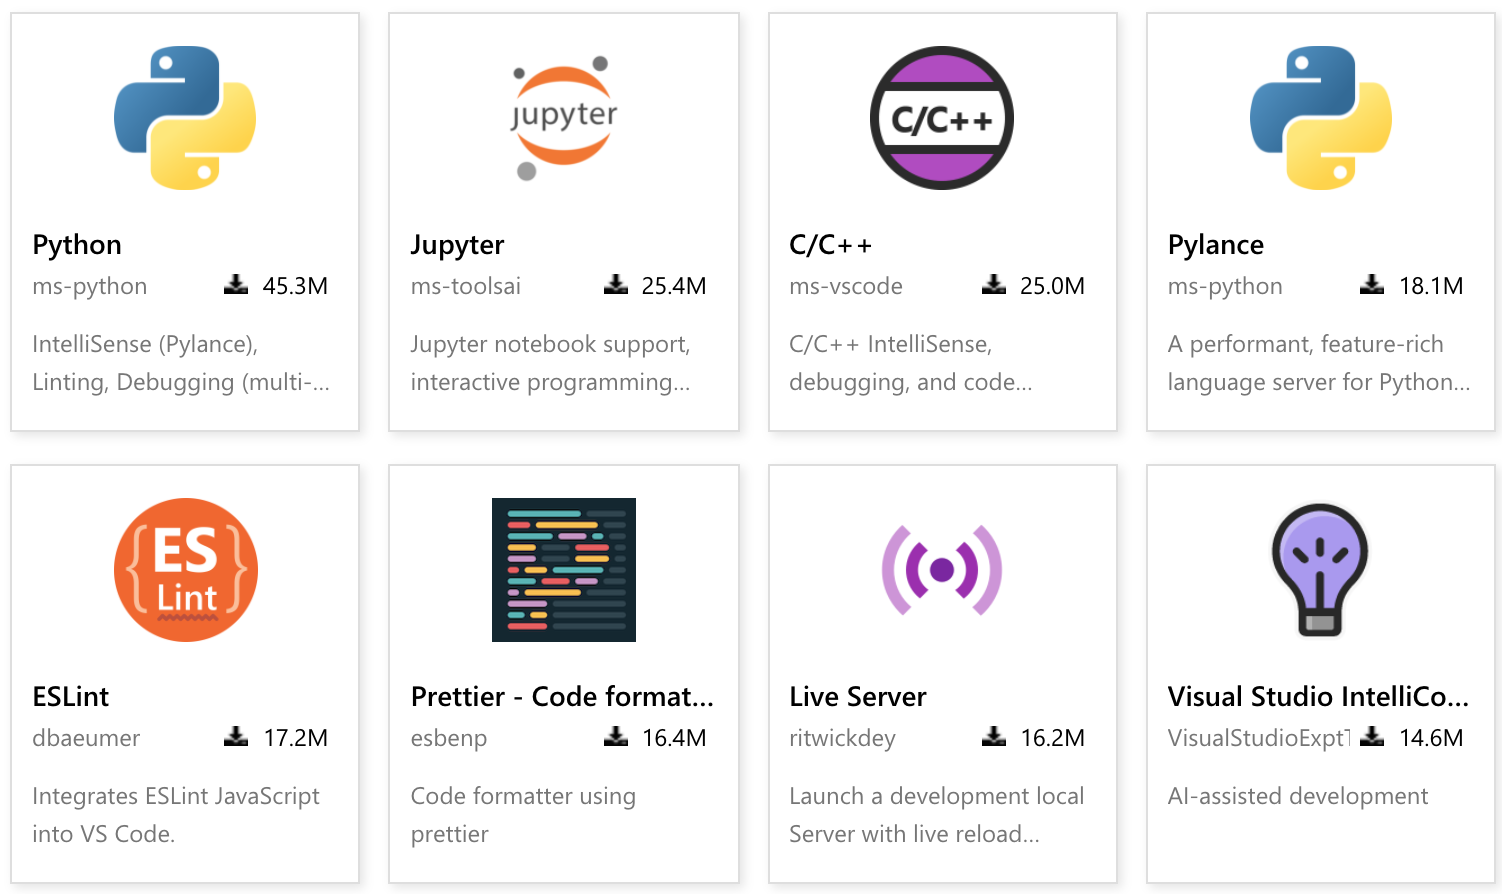 jupyter
C/C++
Python
ms-python 45.3M
IntelliSense (Pylance),
Linting, Debugging (multi-...
Jupyter
ms-toolsai 25.4M
Jupyter notebook support,
interactive programming...
C/C++
ms-vscode 25.0M
C/C++ IntelliSense,
debugging, and code...
Pylance
ms-python 18.1M
A performant, feature-rich
language server for Python...
{ES}
Lint
ESLint
dbaeumer 17.2M
Integrates ESLint JavaScript
into VS Code.
Prettier - Code format...
esbenp 16.4M
Code formatter using
prettier
Live Server
ritwickdey 16.2M
Launch a development local
Server with live reload...
Visual Studio IntelliCo...
VisualStudioExptT 14.6M
AI-assisted development